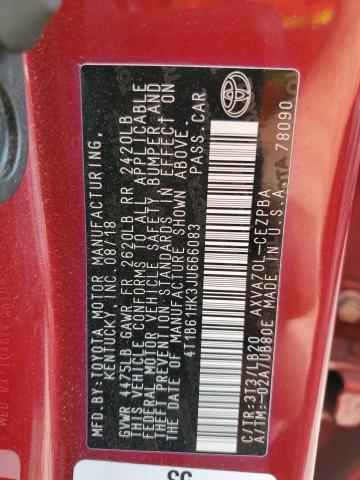 MFD.BY:TOYOTA MOTOR MANUFACTURING,
KENTUCKY, INC. 08/18
GVWR 4475LB GAWR FR 2620LB RR 2420LB
THIS VEHICLE CONFORMS TO ALL APPLICABLE
FEDERAL MOTOR VEHICLE SAFETY, BUMPER, AND
THEFT PREVENTION STANDARDS IN EFFECT ON
THE DATE OF MANUFACTURE SHOWN ABOVE.
4T1B61HK3JU666083 PASS.CAR
C/TR:3T3/LB20 AXVA70L-CEZPBA
A/TM:-02A/UB80E MADE IN U.S.A.
78090